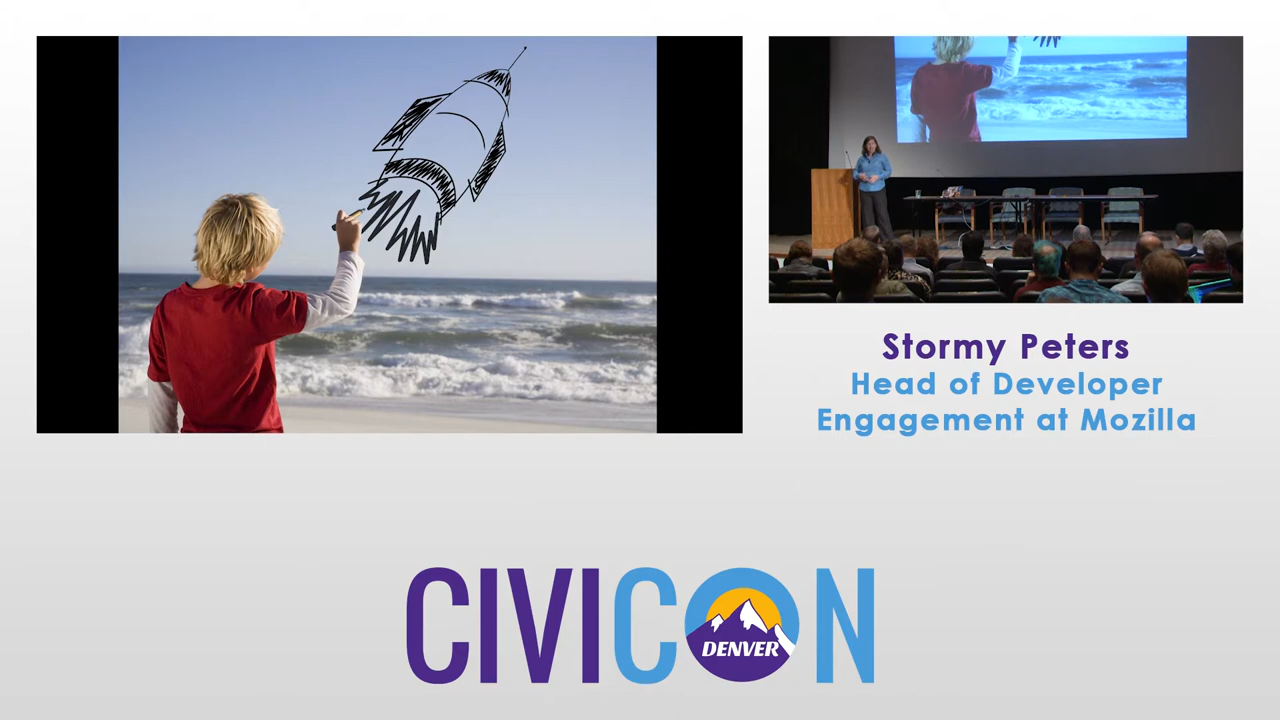 Stormy Peters
Head of Developer
Engagement at Mozilla
CIVICON
DENVER